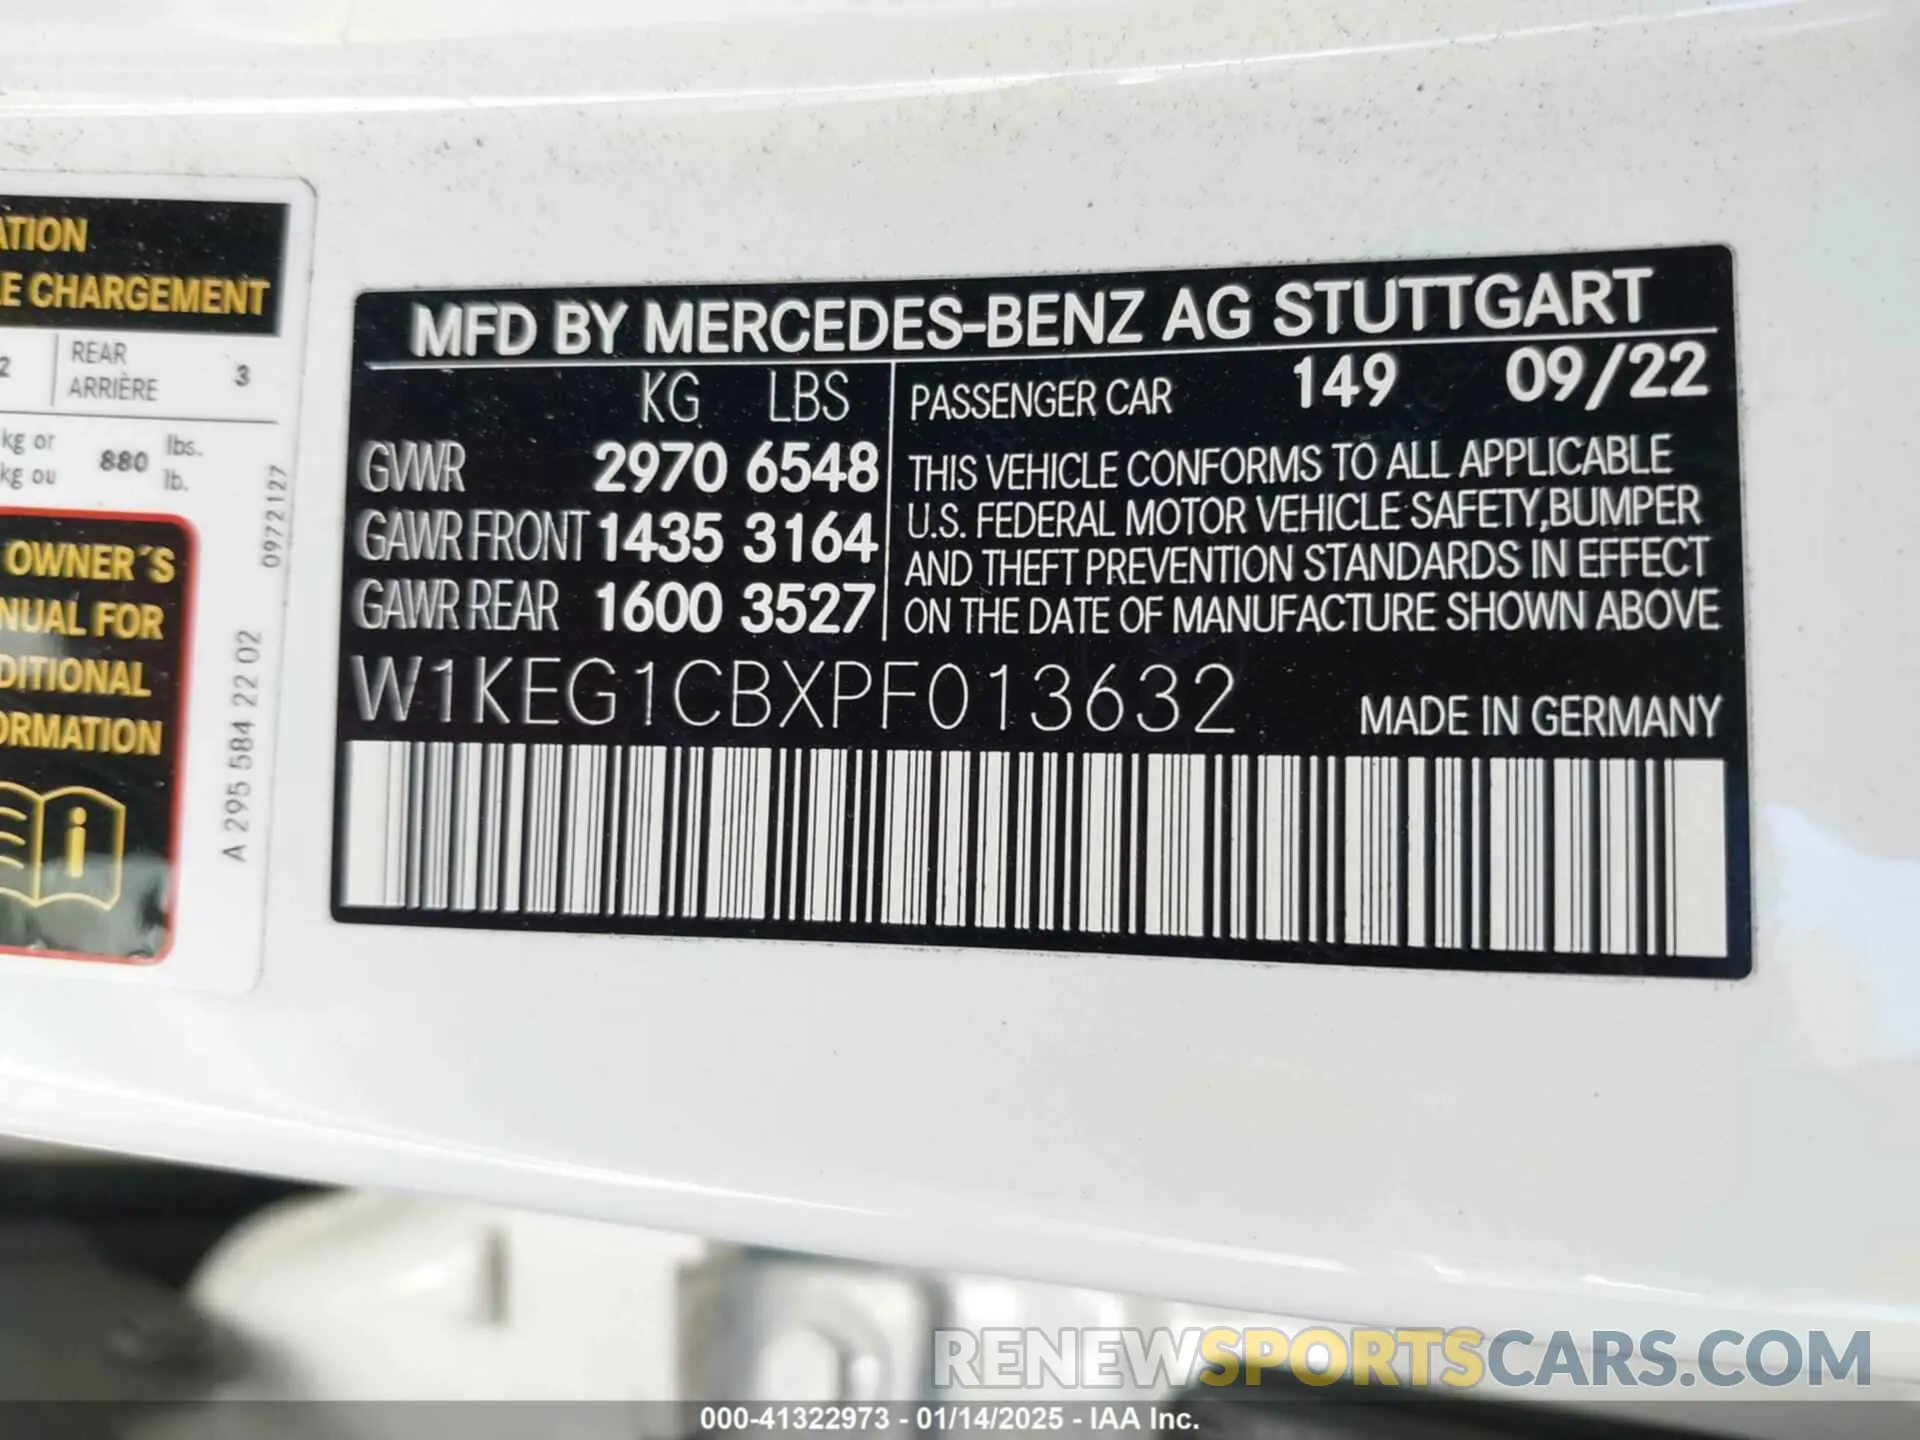 ATION
LE CHARGEMENT
2 REAR 3
ARRIÈRE
kg or 880 lbs.
kg ou lb.
OWNER'S
NUAL FOR
DITIONAL
ORMATION
09721 27
A 295 584 22 02
MFD BY MERCEDES-BENZ AG STUTTGART
KG LBS
GVWR 2970 6548
GAWR FRONT 1435 3164
GAWR REAR 1600 3527
PASSENGER CAR 149 09/22
THIS VEHICLE CONFORMS TO ALL APPLICABLE
U.S. FEDERAL MOTOR VEHICLE SAFETY,BUMPER
AND THEFT PREVENTION STANDARDS IN EFFECT
ON THE DATE OF MANUFACTURE SHOWN ABOVE
W1KEG1CBXPF013632
MADE IN GERMANY
RENEWSPORTSCARS.COM
000-41322973 - 01/14/2025 - IAA Inc.